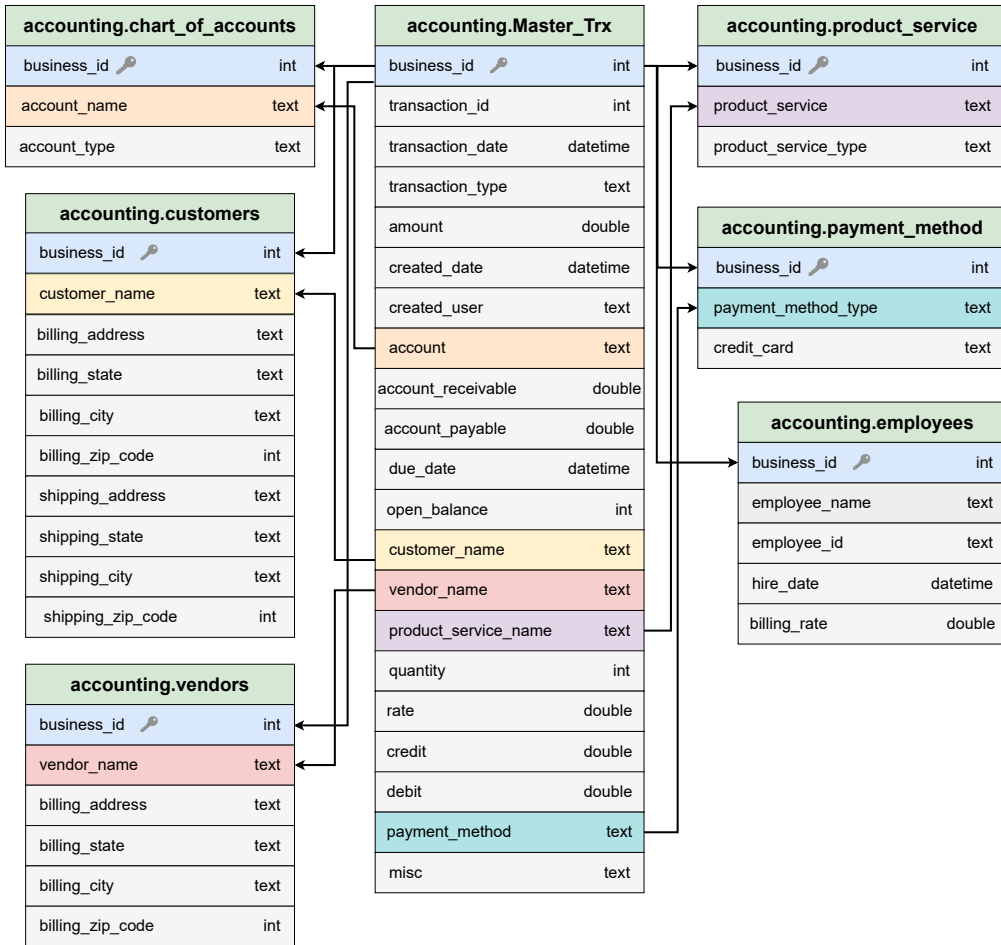 accounting.chart_of_accounts
business_id int
account_name text
account_type text
accounting.customers
business_id int
customer_name text
billing_address text
billing_state text
billing_city text
billing_zip_code int
shipping_address text
shipping_state text
shipping_city text
shipping_zip_code int
accounting.vendors
business_id int
vendor_name text
billing_address text
billing_state text
billing_city text
billing_zip_code int
accounting.Master_Trx
business_id int
transaction_id int
transaction_date datetime
transaction_type text
amount double
created_date datetime
created_user text
account text
account_receivable double
account_payable double
due_date datetime
open_balance int
customer_name text
vendor_name text
product_service_name text
quantity int
rate double
credit double
debit double
payment_method text
misc text
accounting.product_service
business_id int
product_service text
product_service_type text
accounting.payment_method
business_id int
payment_method_type text
credit_card text
accounting.employees
business_id int
employee_name text
employee_id text
hire_date datetime
billing_rate double